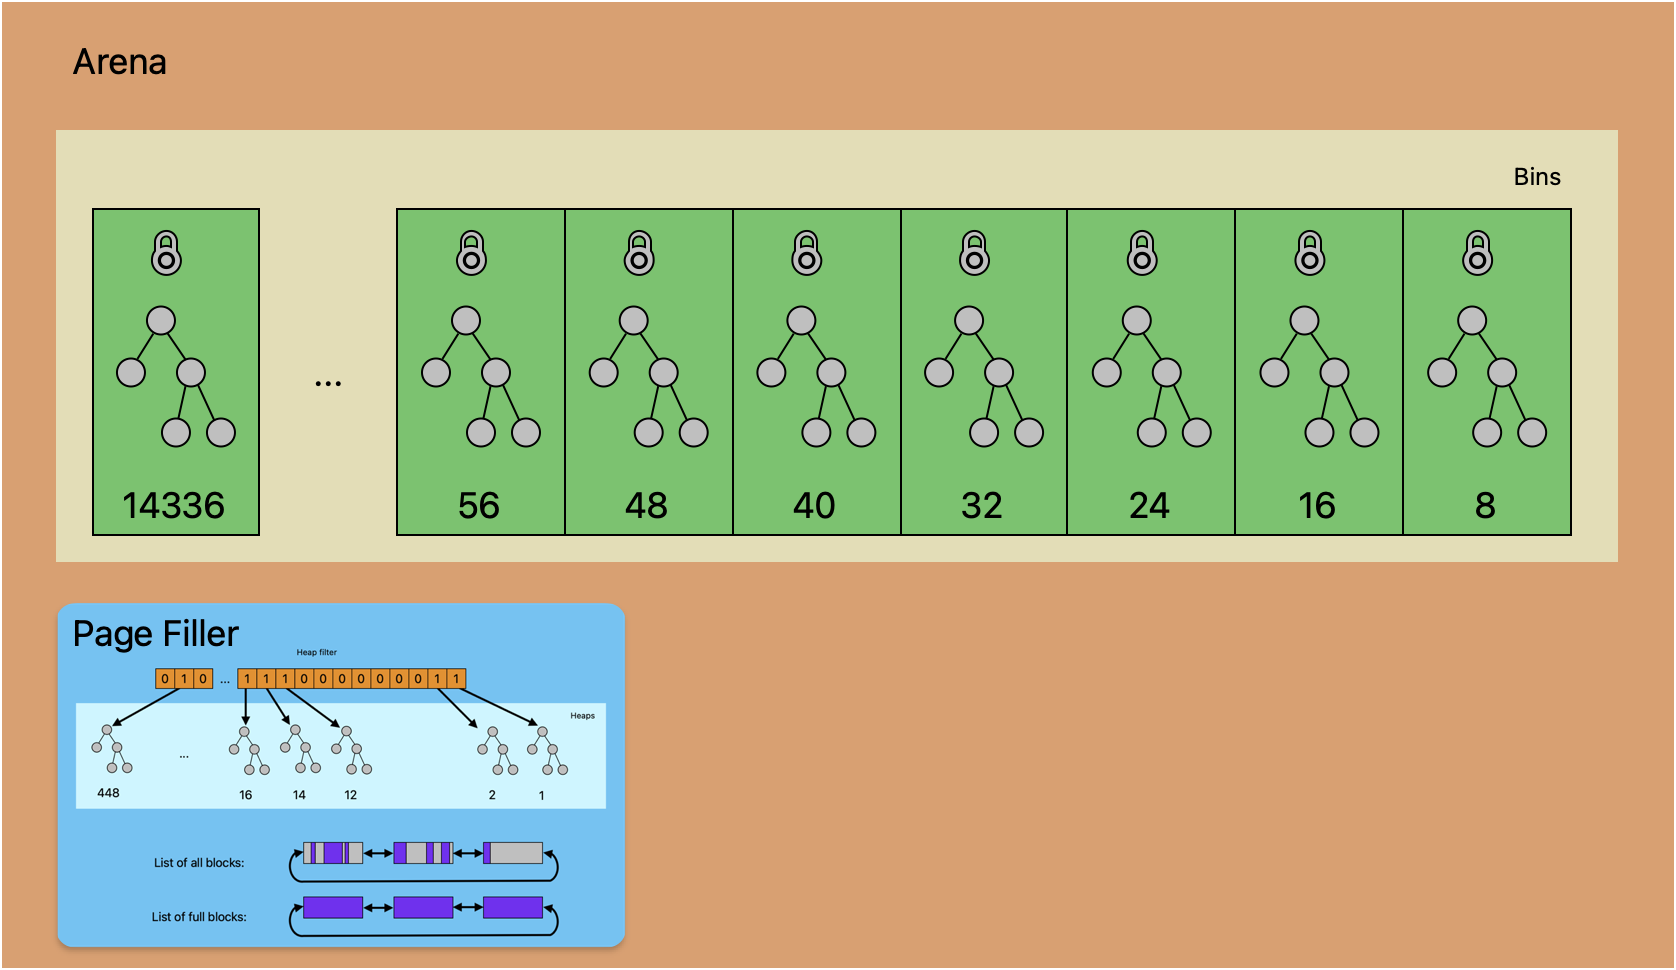 Arena
Bins
14336 ... 56 48 40 32 24 16 8
Page Filler
Heap filter
0 1 0 ... 1 1 1 0 0 0 0 0 0 0 1 1
Heaps
...
448 16 14 12 2 1
List of all blocks:
List of full blocks: